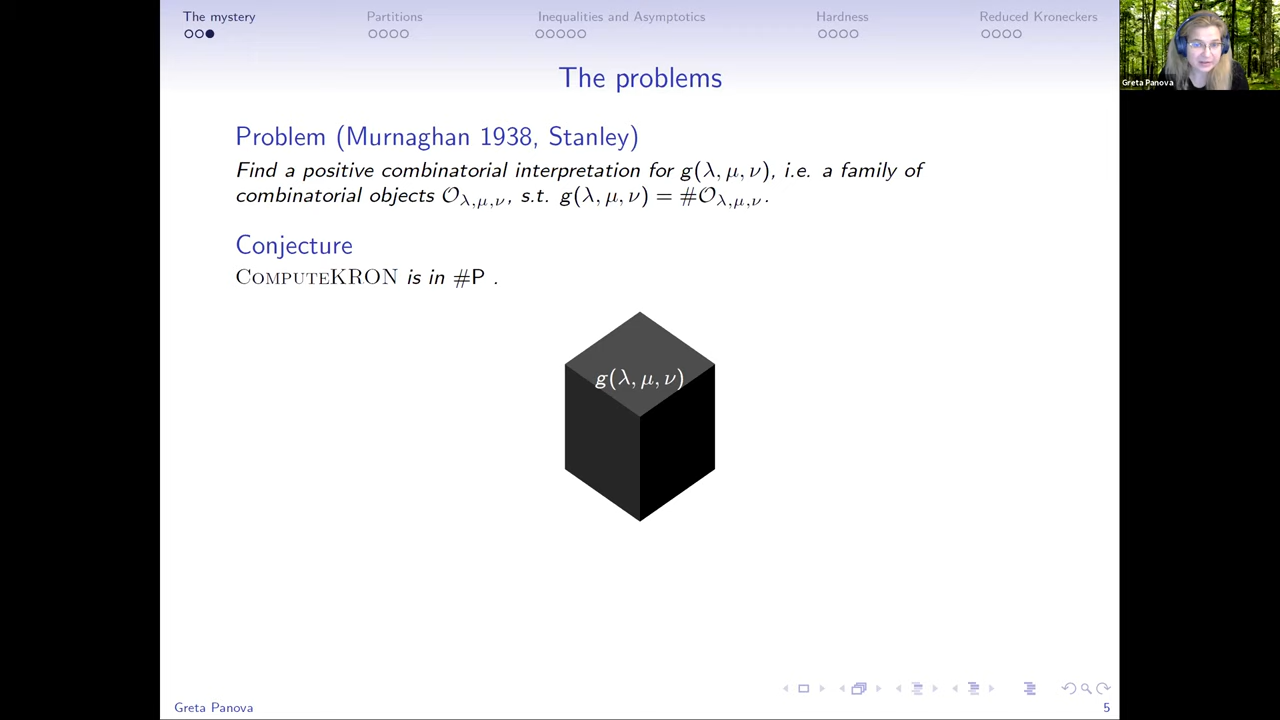 The mystery Partitions Inequalities and Asymptotics Hardness Reduced Kroneckers
Greta Panova
The problems
Problem (Murnaghan 1938, Stanley)
Find a positive combinatorial interpretation for g(λ, μ, ν), i.e. a family of
combinatorial objects 𝒪λ,μ,ν, s.t. g(λ, μ, ν) = #𝒪λ,μ,ν.
Conjecture
COMPUTEKRON is in #P .
g(λ, μ, ν)
Greta Panova 5